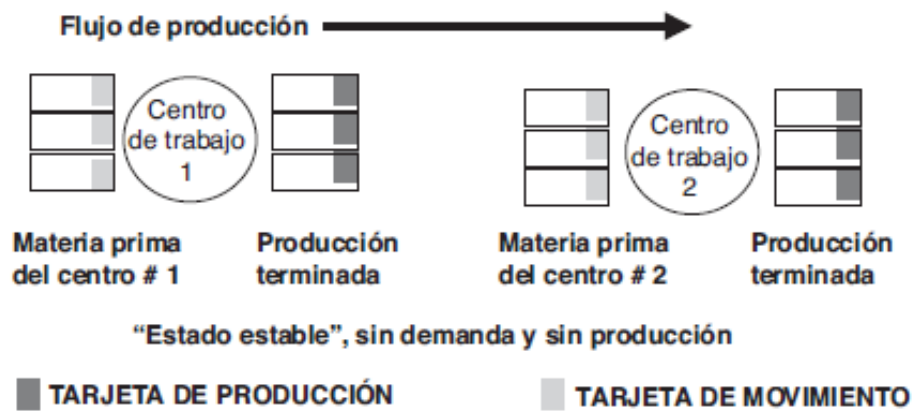 Flujo de producción
Centro
de trabajo
1
Centro
de trabajo
2
Materia prima
del centro # 1
Producción
terminada
Materia prima
del centro # 2
Producción
terminada
“Estado estable”, sin demanda y sin producción
TARJETA DE PRODUCCIÓN
TARJETA DE MOVIMIENTO